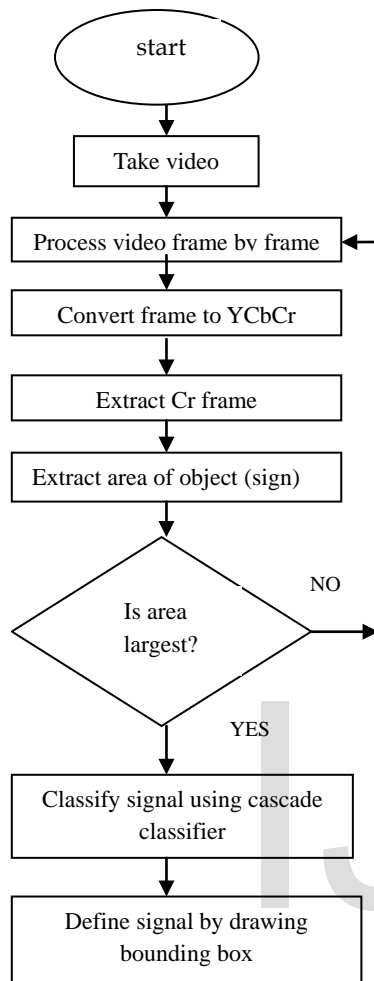 start
Take video
Process video frame by frame
Convert frame to YCbCr
Extract Cr frame
Extract area of object (sign)
Is area
largest?
NO
YES
Classify signal using cascade
classifier
Define signal by drawing
bounding box